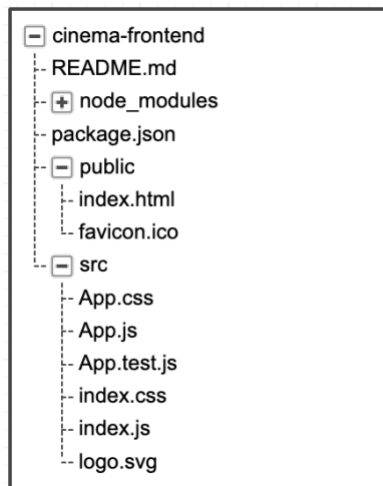 cinema-frontend
README.md
node_modules
package.json
public
index.html
favicon.ico
src
App.css
App.js
App.test.js
index.css
index.js
logo.svg